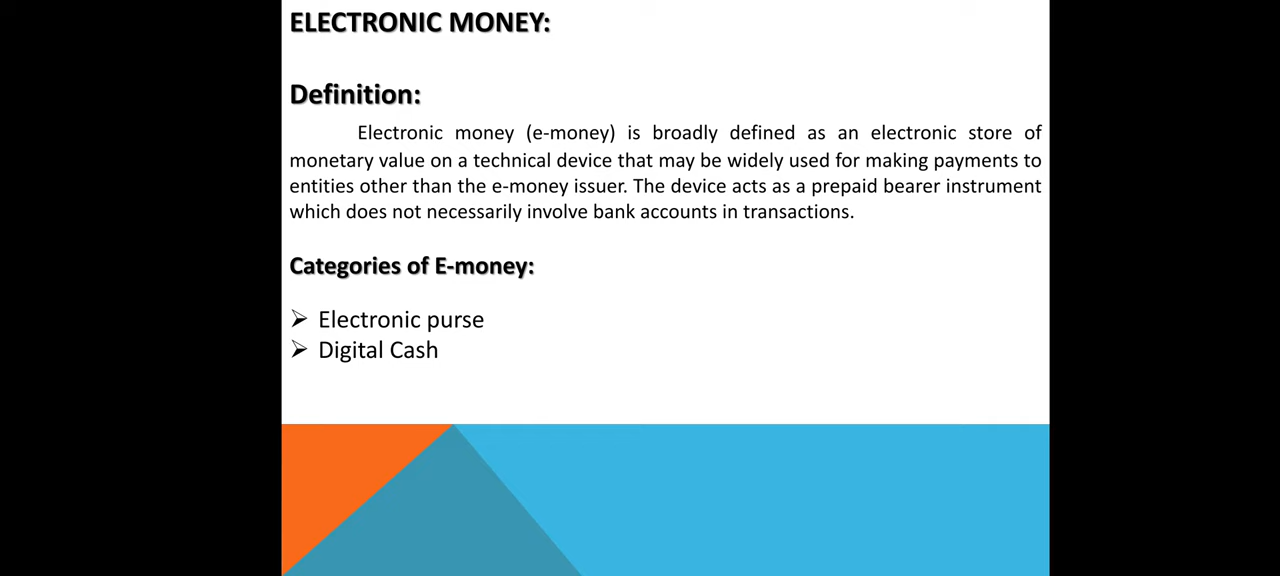 ELECTRONIC MONEY:
Definition:
Electronic money (e-money) is broadly defined as an electronic store of
monetary value on a technical device that may be widely used for making payments to
entities other than the e-money issuer. The device acts as a prepaid bearer instrument
which does not necessarily involve bank accounts in transactions.
Categories of E-money:
➢ Electronic purse
➢ Digital Cash